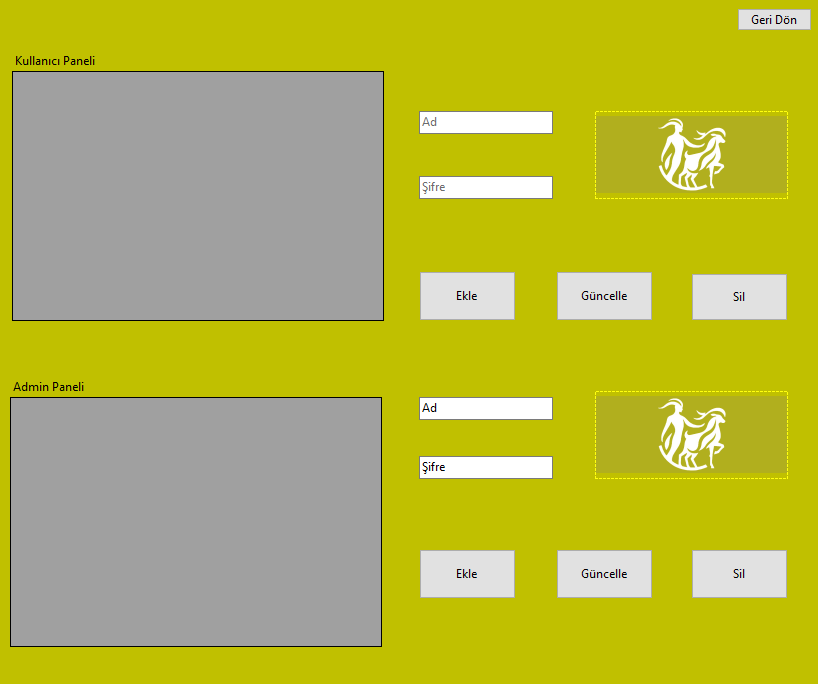 Geri Dön
Kullanıcı Paneli
Ad
Şifre
Ekle
Güncelle
Sil
Admin Paneli
Ad
Şifre
Ekle
Güncelle
Sil